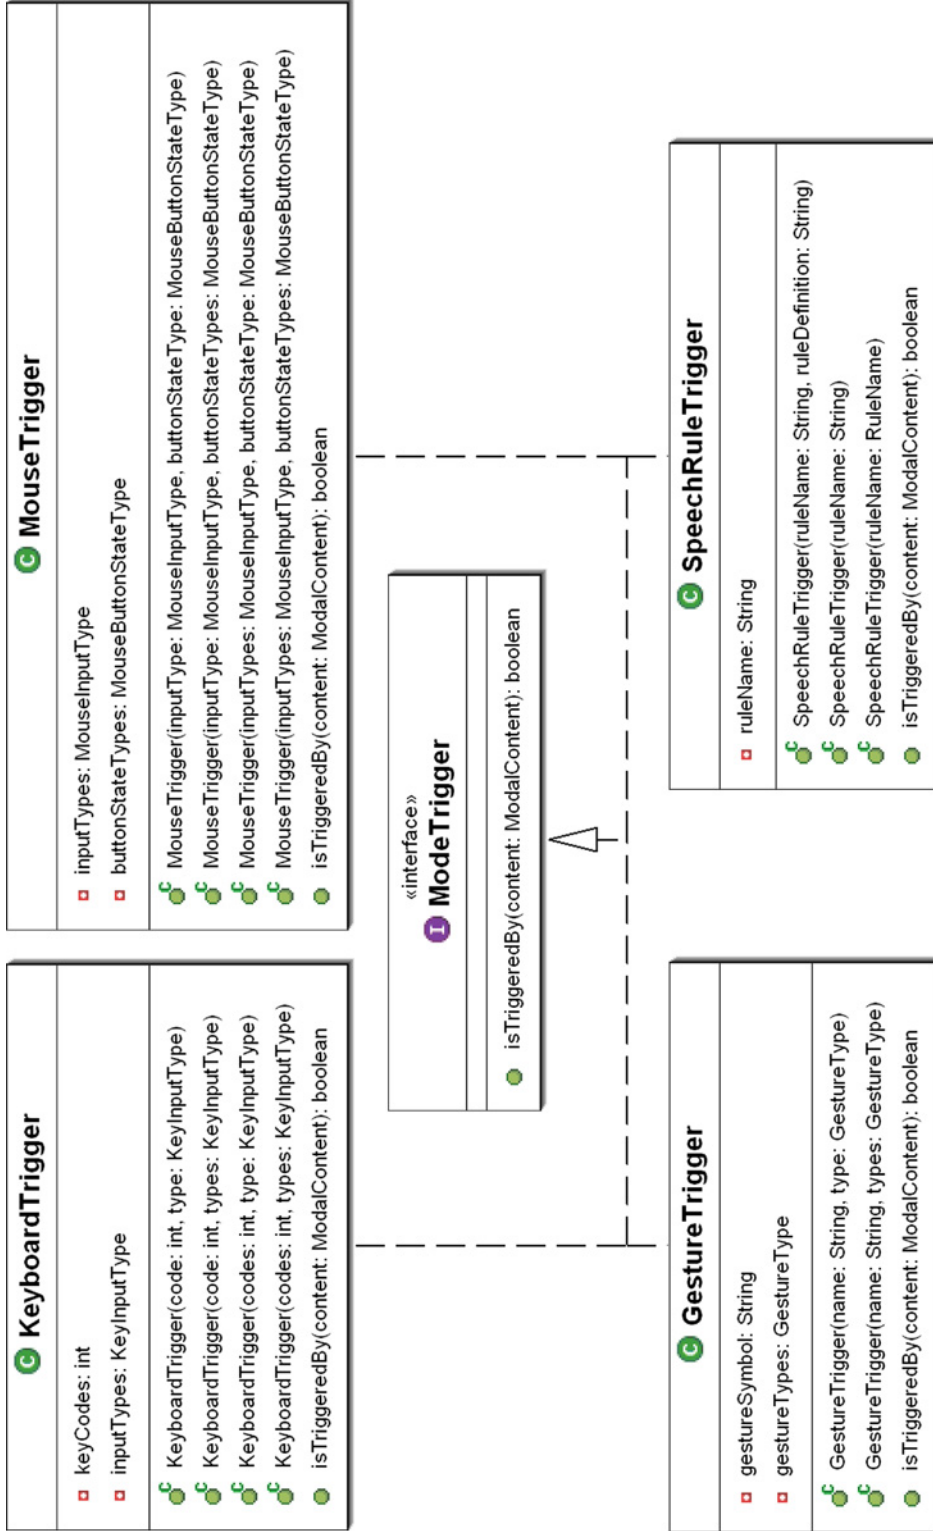 C KeyboardTrigger
keyCodes: int
inputTypes: KeyInputType
C KeyboardTrigger(code: int, type: KeyInputType)
C KeyboardTrigger(code: int, types: KeyInputType)
C KeyboardTrigger(codes: int, type: KeyInputType)
C KeyboardTrigger(codes: int, types: KeyInputType)
isTriggeredBy(content: ModalContent): boolean
C MouseTrigger
inputTypes: MouseInputType
buttonStateTypes: MouseButtonStateType
C MouseTrigger(inputType: MouseInputType, buttonStateType: MouseButtonStateType)
C MouseTrigger(inputType: MouseInputType, buttonStateTypes: MouseButtonStateType)
C MouseTrigger(inputTypes: MouseInputType, buttonStateType: MouseButtonStateType)
C MouseTrigger(inputTypes: MouseInputType, buttonStateTypes: MouseButtonStateType)
isTriggeredBy(content: ModalContent): boolean
«interface»
I ModeTrigger
isTriggeredBy(content: ModalContent): boolean
C GestureTrigger
gestureSymbol: String
gestureTypes: GestureType
C GestureTrigger(name: String, type: GestureType)
C GestureTrigger(name: String, types: GestureType)
isTriggeredBy(content: ModalContent): boolean
C SpeechRuleTrigger
ruleName: String
C SpeechRuleTrigger(ruleName: String, ruleDefinition: String)
C SpeechRuleTrigger(ruleName: String)
C SpeechRuleTrigger(ruleName: RuleName)
isTriggeredBy(content: ModalContent): boolean